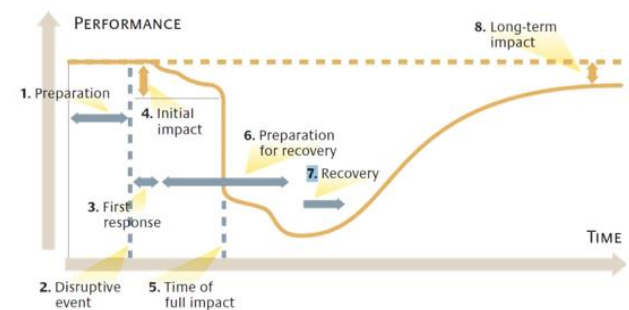 PERFORMANCE
8. Long-term
impact
1. Preparation
4. Initial
impact
6. Preparation
for recovery
7. Recovery
3. First
response
TIME
2. Disruptive
event
5. Time of
full impact